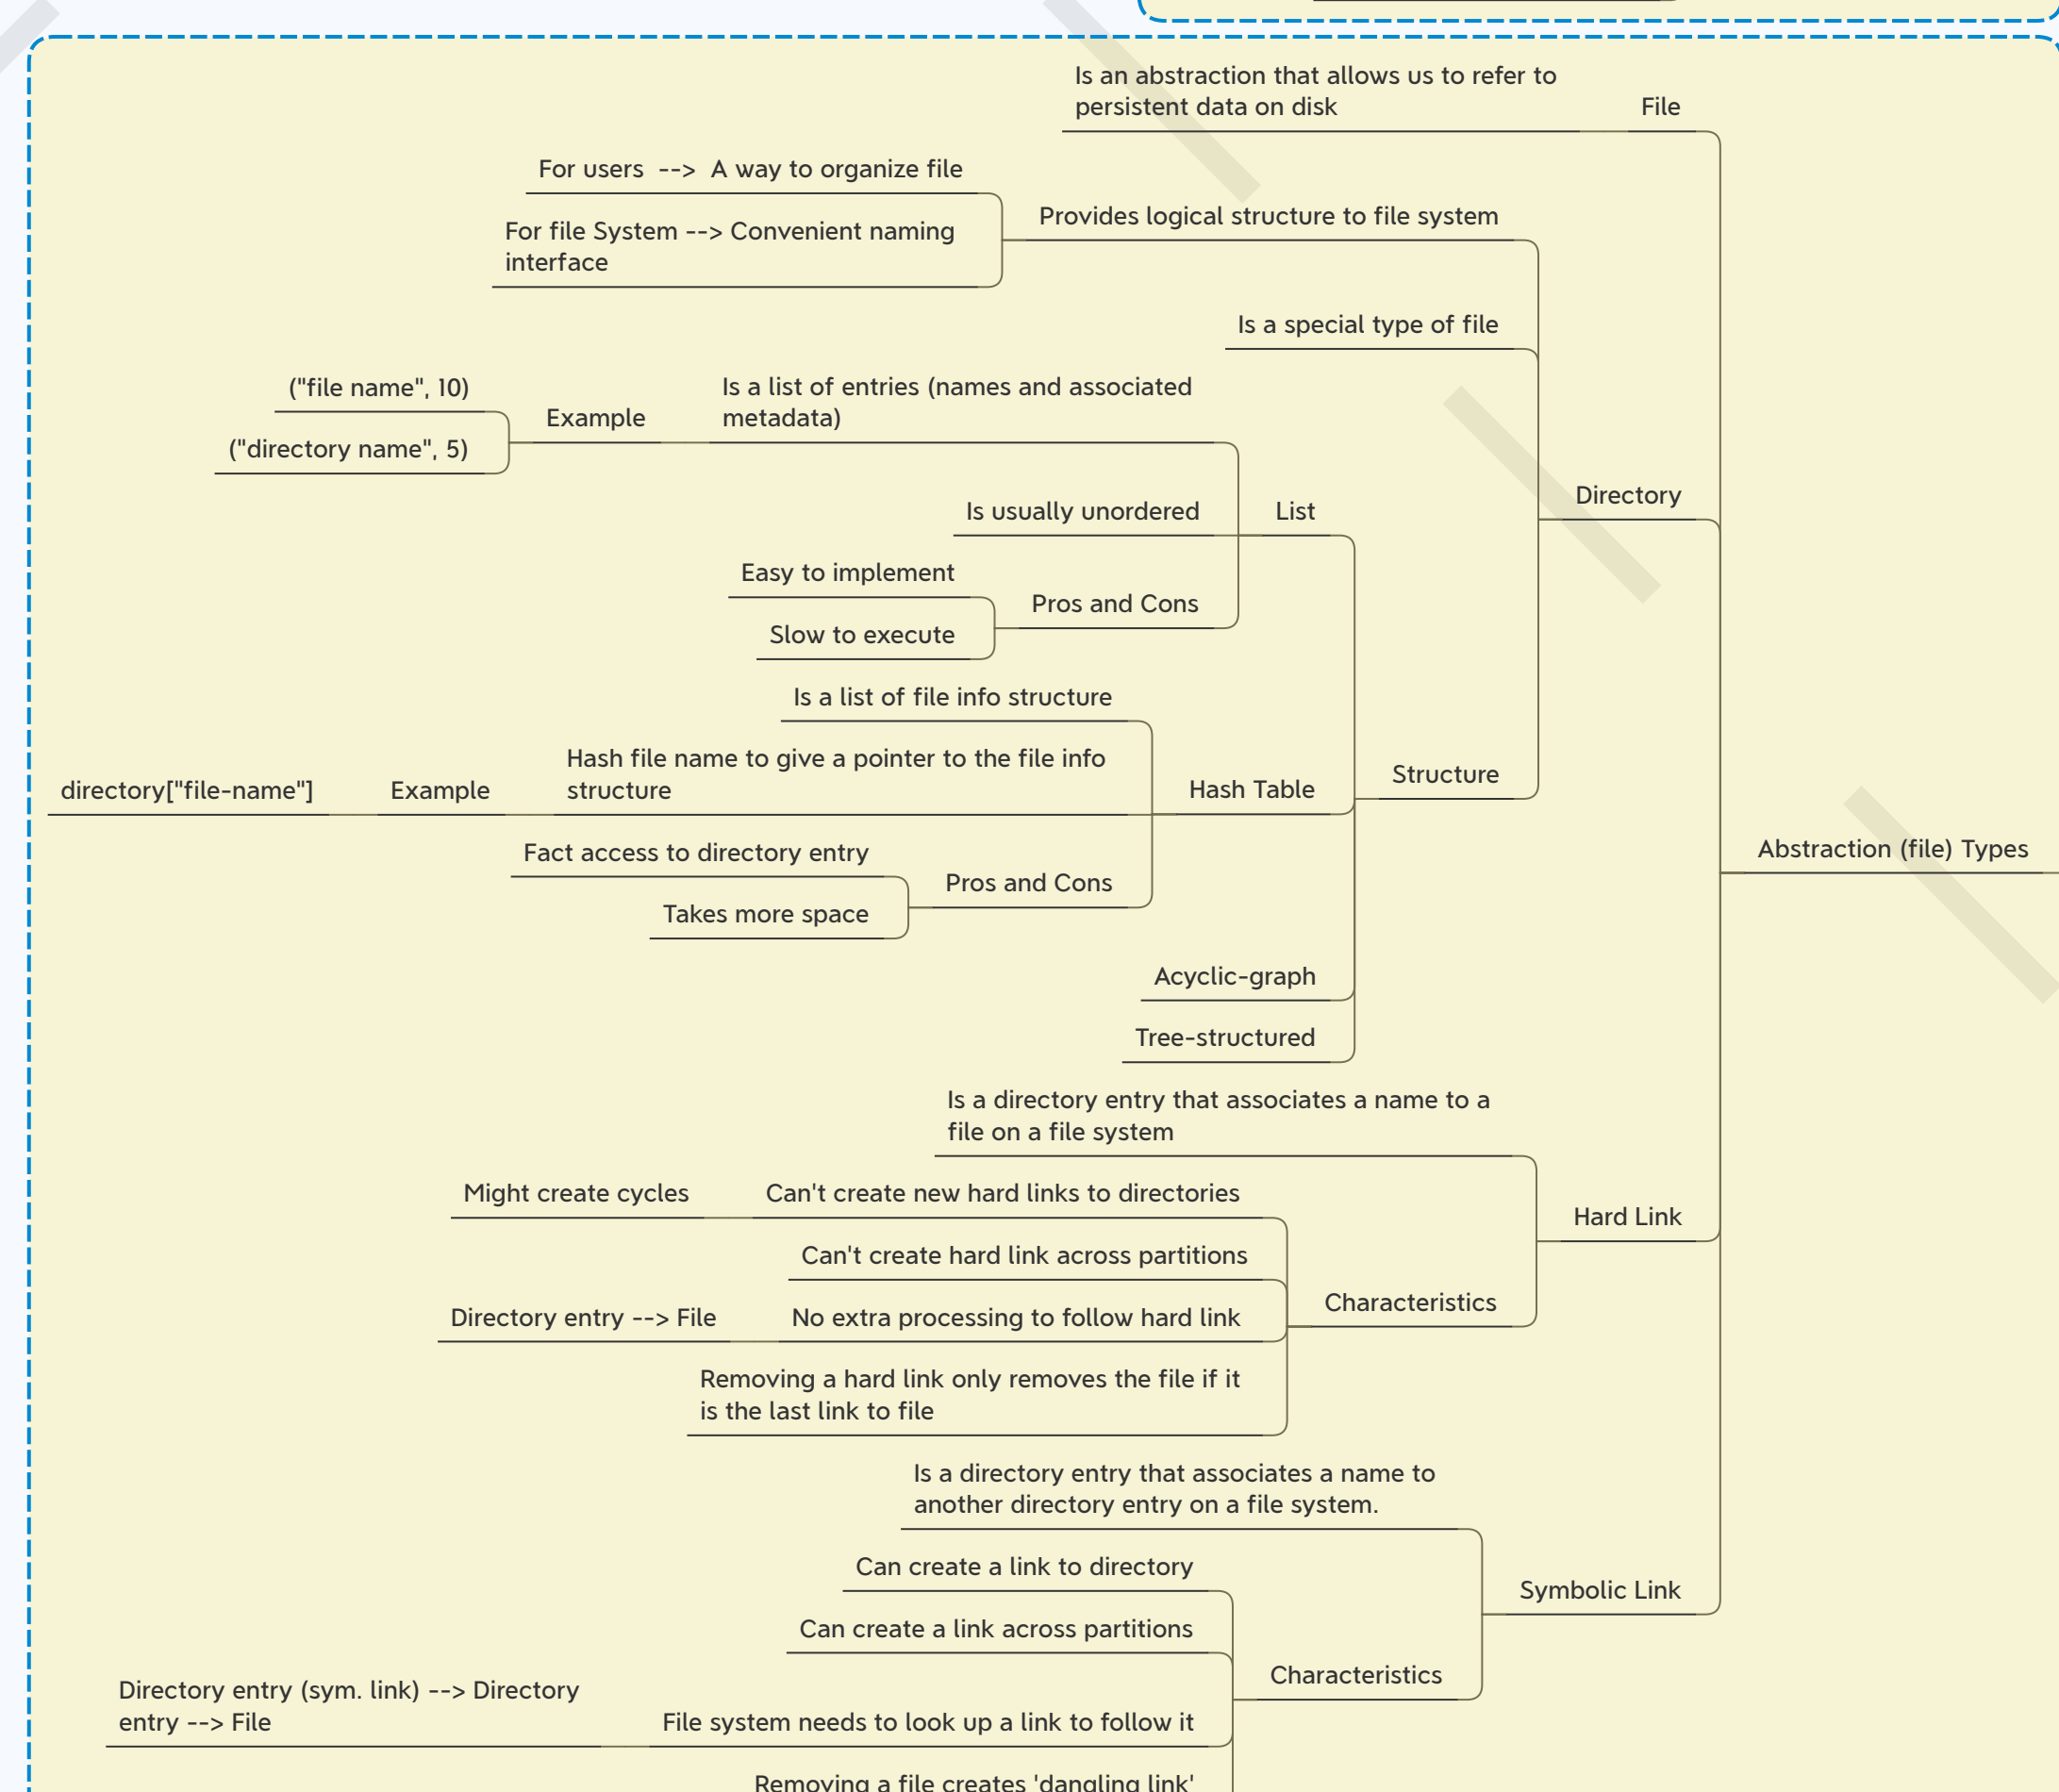 Is an abstraction that allows us to refer to
persistent data on disk
File
For users --> A way to organize file
For file System --> Convenient naming
interface
Provides logical structure to file system
Is a special type of file
("file name", 10)
("directory name", 5)
Example
Is a list of entries (names and associated
metadata)
Is usually unordered
List
Easy to implement
Slow to execute
Pros and Cons
Directory
Is a list of file info structure
directory["file-name"]
Example
Hash file name to give a pointer to the file info
structure
Hash Table
Structure
Fact access to directory entry
Takes more space
Pros and Cons
Abstraction (file) Types
Acyclic-graph
Tree-structured
Is a directory entry that associates a name to a
file on a file system
Might create cycles
Can't create new hard links to directories
Hard Link
Can't create hard link across partitions
Directory entry --> File
No extra processing to follow hard link
Characteristics
Removing a hard link only removes the file if it
is the last link to file
Is a directory entry that associates a name to
another directory entry on a file system.
Can create a link to directory
Symbolic Link
Can create a link across partitions
Characteristics
Directory entry (sym. link) --> Directory
entry --> File
File system needs to look up a link to follow it
Removing a file creates 'dangling link'